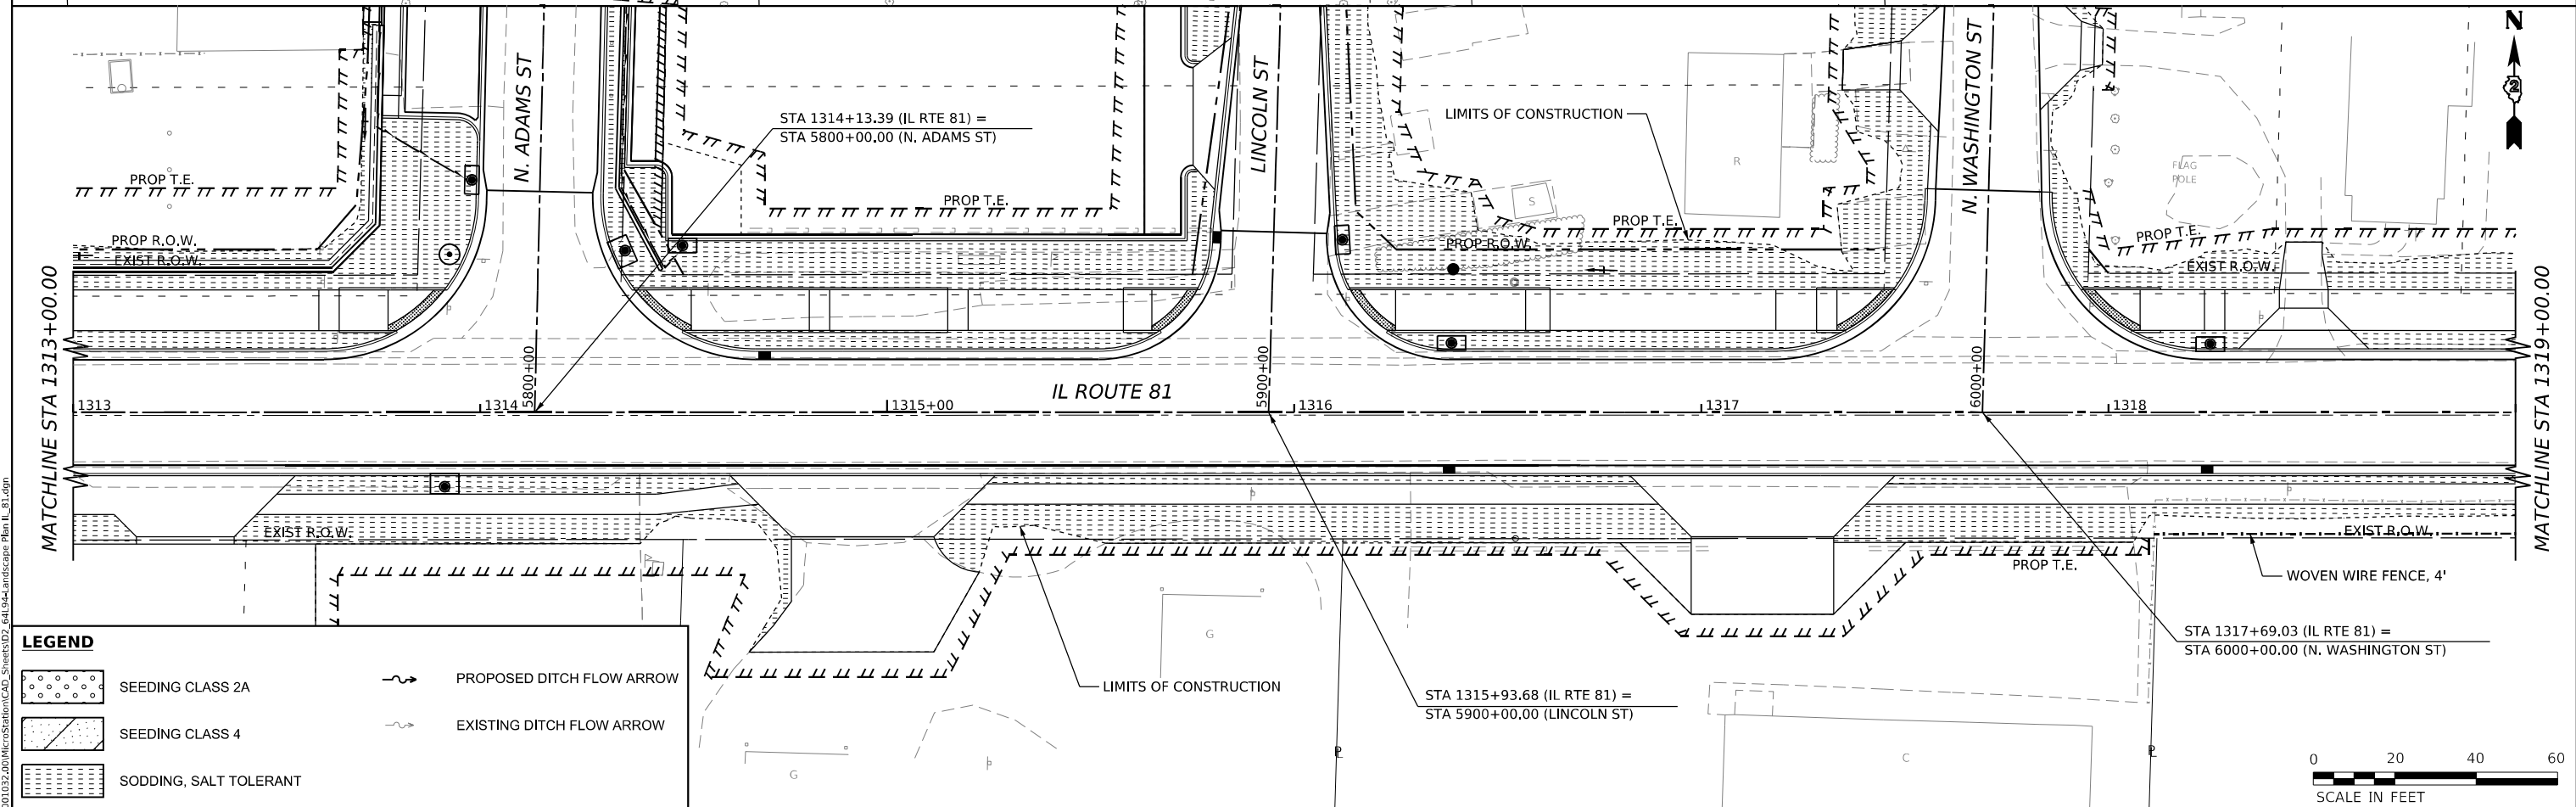 N. ADAMS ST
LINCOLN ST
N. WASHINGTON ST
N
2
STA 1314+13.39 (IL RTE 81) =
STA 5800+00.00 (N. ADAMS ST)
LIMITS OF CONSTRUCTION
R
FLAG
POLE
PROP T.E.
PROP T.E.
S
PROP T.E.
PROP T.E.
PROP R.O.W.
EXIST R.O.W.
PROP R.O.W.
EXIST R.O.W.
MATCHLINE STA 1313+00.00
MATCHLINE STA 1319+00.00
5800+00
5900+00
6000+00
IL ROUTE 81
1313
1314
1315+00
1316
1317
1318
EXIST R.O.W.
EXIST R.O.W.
PROP T.E.
WOVEN WIRE FENCE, 4'
G
STA 1317+69.03 (IL RTE 81) =
STA 6000+00.00 (N. WASHINGTON ST)
LIMITS OF CONSTRUCTION
STA 1315+93.68 (IL RTE 81) =
STA 5900+00.00 (LINCOLN ST)
G
C
LEGEND
SEEDING CLASS 2A
PROPOSED DITCH FLOW ARROW
SEEDING CLASS 4
EXISTING DITCH FLOW ARROW
SODDING, SALT TOLERANT
0 20 40 60
SCALE IN FEET